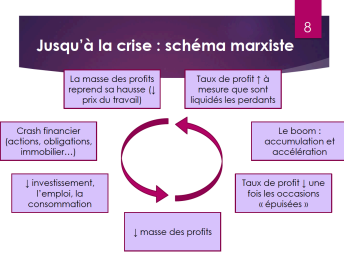 8
Jusqu'à la crise : schéma marxiste
La masse des profits
reprend sa hausse (↓
prix du travail)
Taux de profit ↑ à
mesure que sont
liquidés les perdants
Crash financier
(actions, obligations,
immobilier…)
Le boom :
accumulation et
accélération
↓ investissement,
l'emploi, la
consommation
Taux de profit ↓ une
fois les occasions
« épuisées »
↓ masse des profits